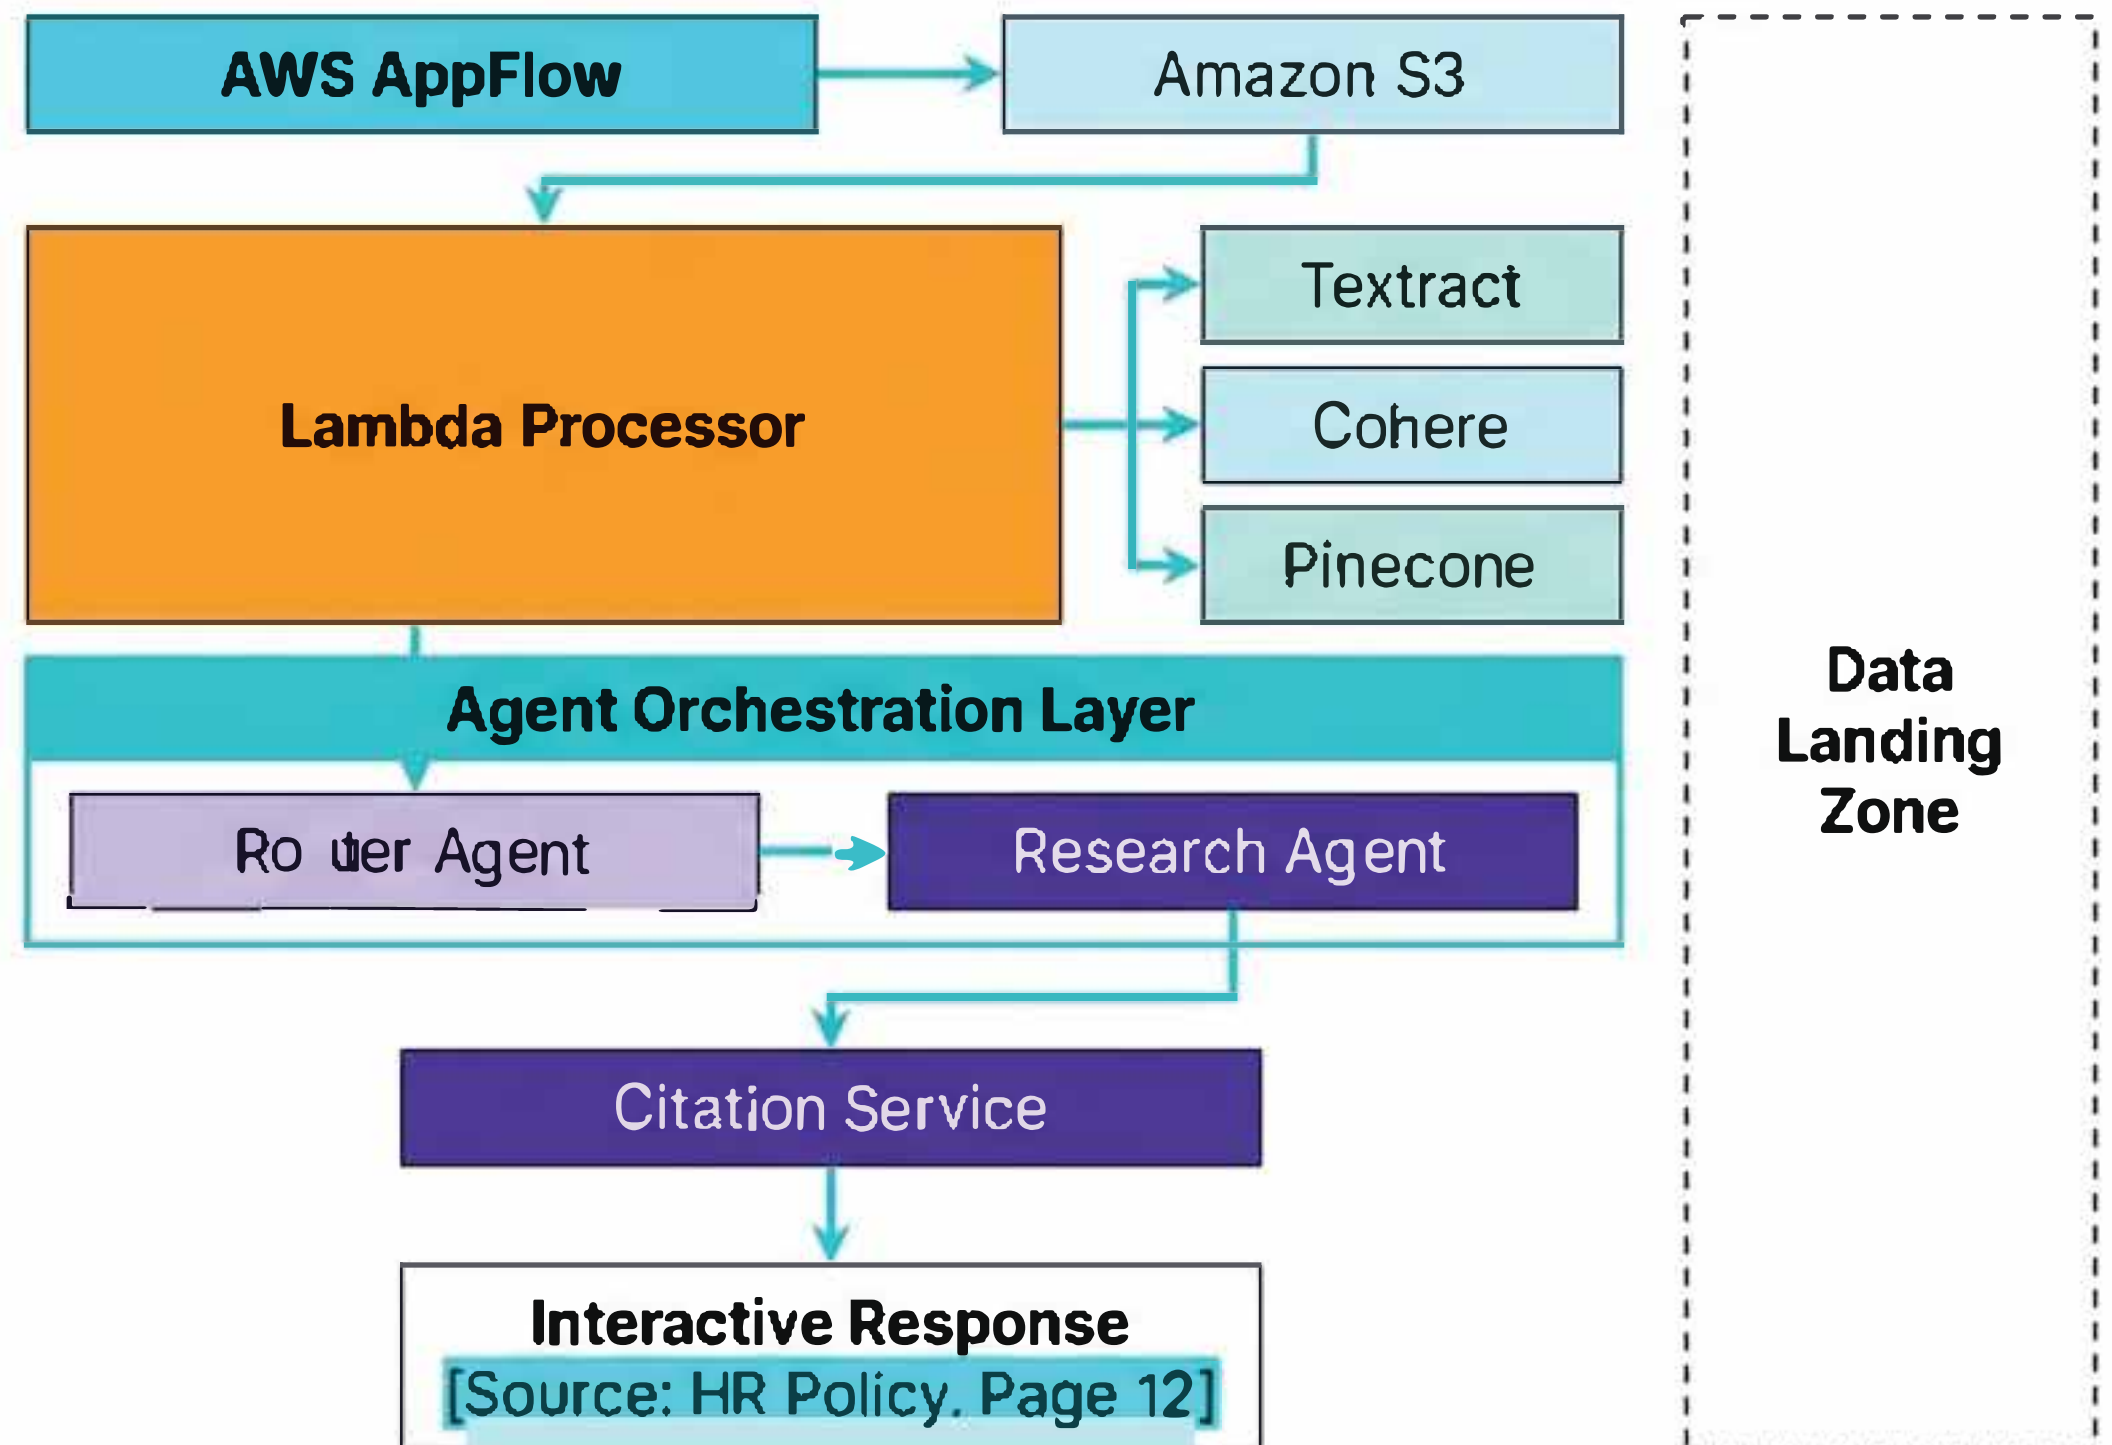 AWS AppFlow
Amazon S3
Lambda Processor
Textract
Cohere
Pinecone
Agent Orchestration Layer
Router Agent
Research Agent
Citation Service
Interactive Response
[Source: HR Policy. Page 12]
Data
Landing
Zone